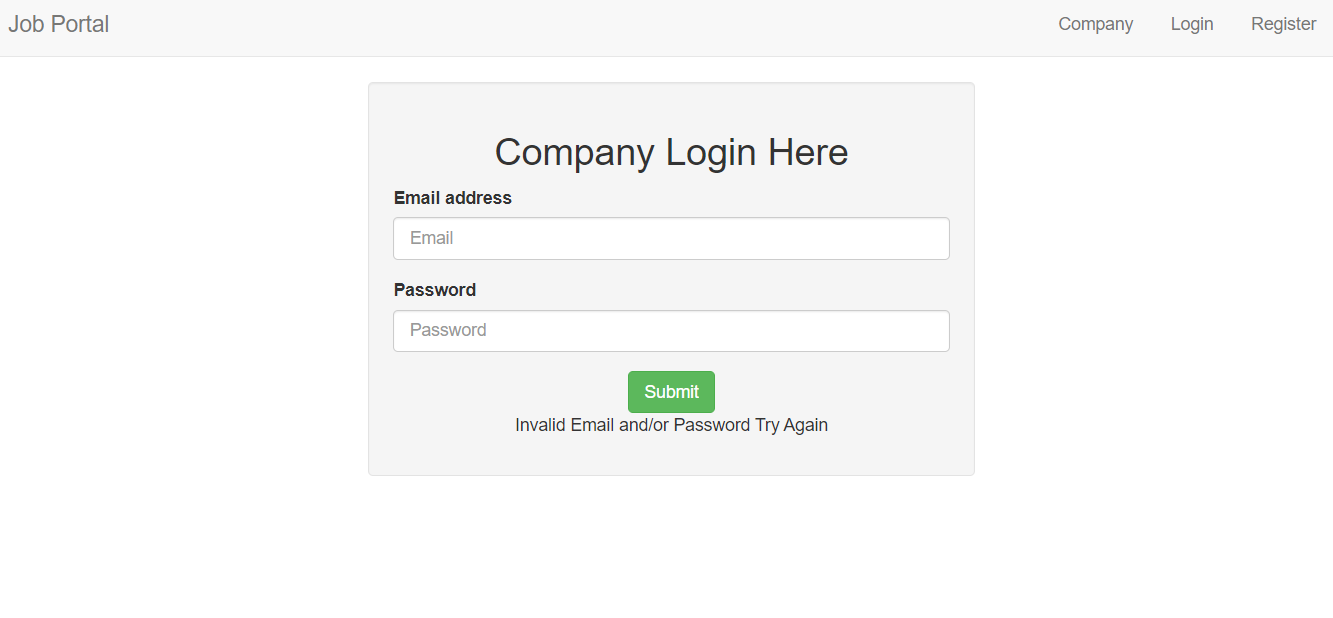 Job Portal
Company
Login
Register
Company Login Here
Email address
Email
Password
Password
Submit
Invalid Email and/or Password Try Again